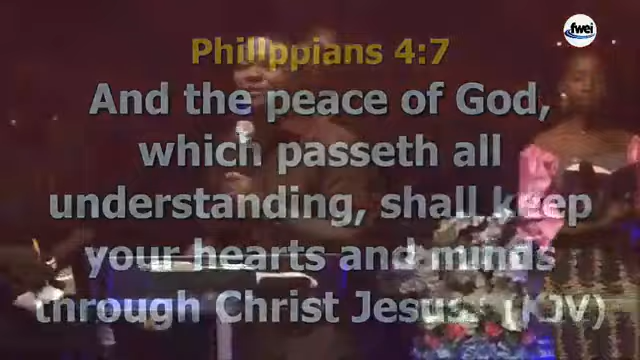 fwei
Philippians 4:7
And the peace of God,
which passeth all
understanding, shall keep
your hearts and minds
through Christ Jesus. (KJV)